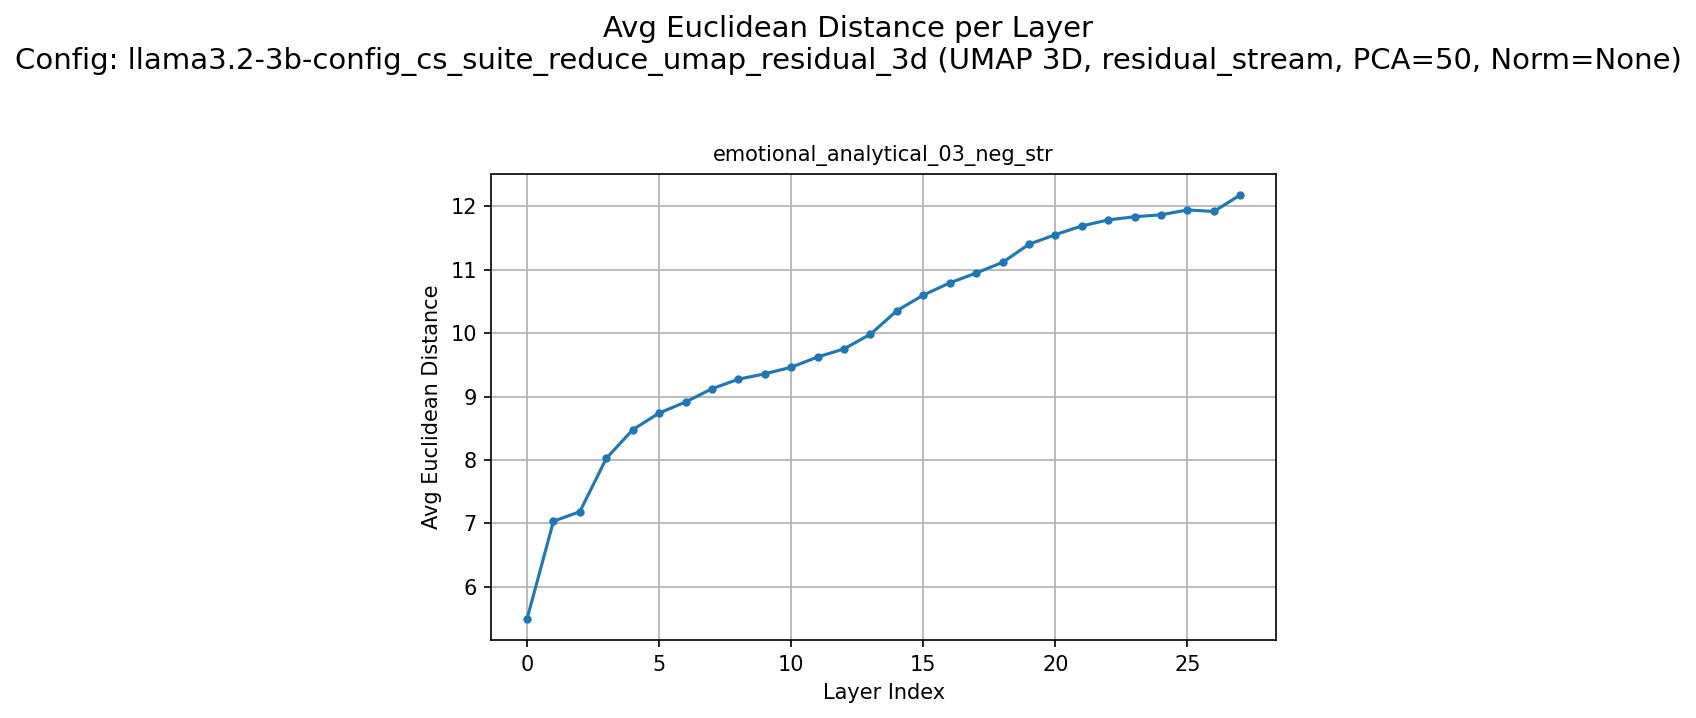 Avg Euclidean Distance per Layer
Config: llama3.2-3b-config_cs_suite_reduce_umap_residual_3d (UMAP 3D, residual_stream, PCA=50, Norm=None)
emotional_analytical_03_neg_str
Avg Euclidean Distance
12
11
10
9
8
7
6
0 5 10 15 20 25
Layer Index